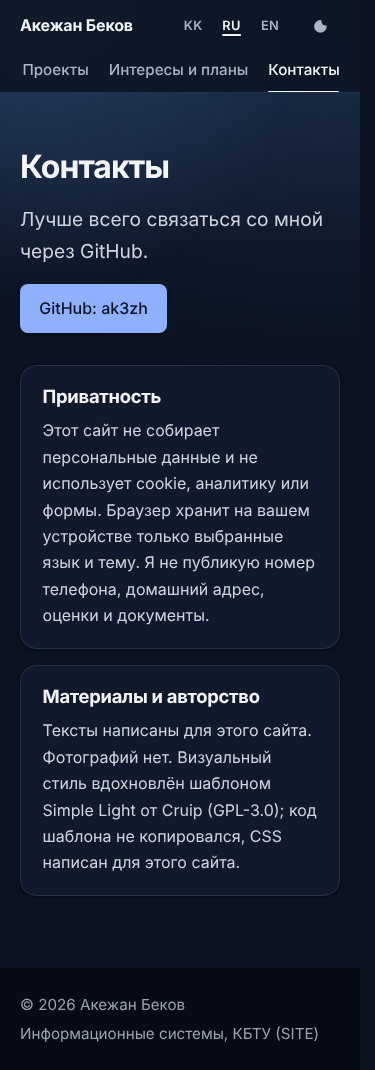 Акежан Беков
KK RU EN
Проекты Интересы и планы Контакты
Контакты
Лучше всего связаться со мной
через GitHub.
GitHub: ak3zh
Приватность
Этот сайт не собирает
персональные данные и не
использует cookie, аналитику или
формы. Браузер хранит на вашем
устройстве только выбранные
язык и тему. Я не публикую номер
телефона, домашний адрес,
оценки и документы.
Материалы и авторство
Тексты написаны для этого сайта.
Фотографий нет. Визуальный
стиль вдохновлён шаблоном
Simple Light от Cruip (GPL-3.0); код
шаблона не копировался, CSS
написан для этого сайта.
© 2026 Акежан Беков
Информационные системы, КБТУ (SITE)